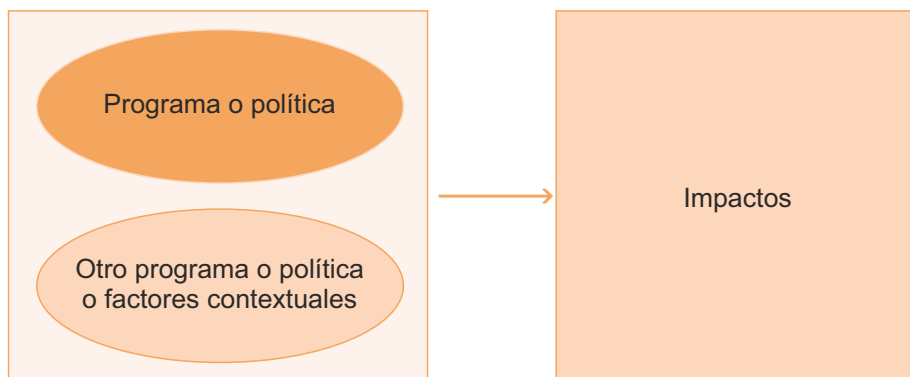 Programa o política
Otro programa o política
o factores contextuales
Impactos